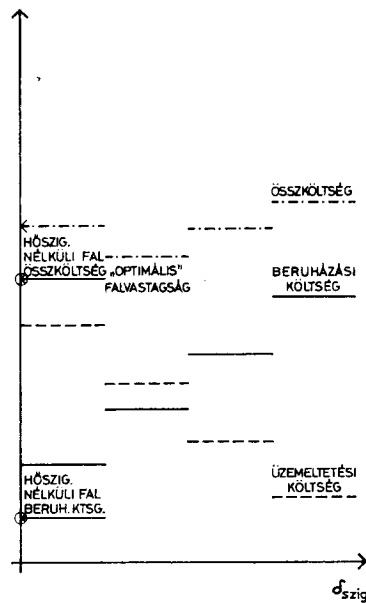 ÖSSZKÖLTSÉG
HŐSZIG.
NÉLKÜLI FAL
ÖSSZKÖLTSÉG
„OPTIMÁLIS”
FALVASTAGSÁG
BERUHÁZÁSI
KÖLTSÉG
HŐSZIG.
NÉLKÜLI FAL
BERUH. KTSG.
ÜZEMELTETÉSI
KÖLTSÉG
δszig